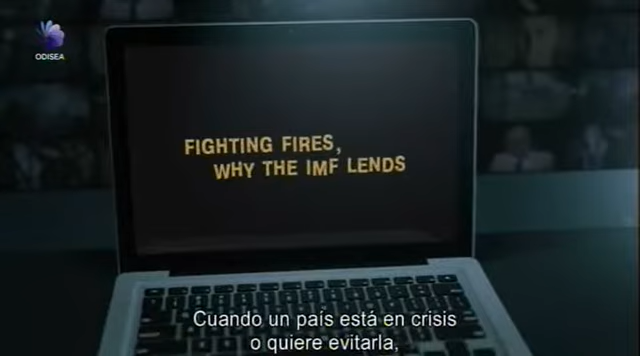 ODISEA
FIGHTING FIRES,
WHY THE IMF LENDS
Cuando un país está en crisis
o quiere evitarla,